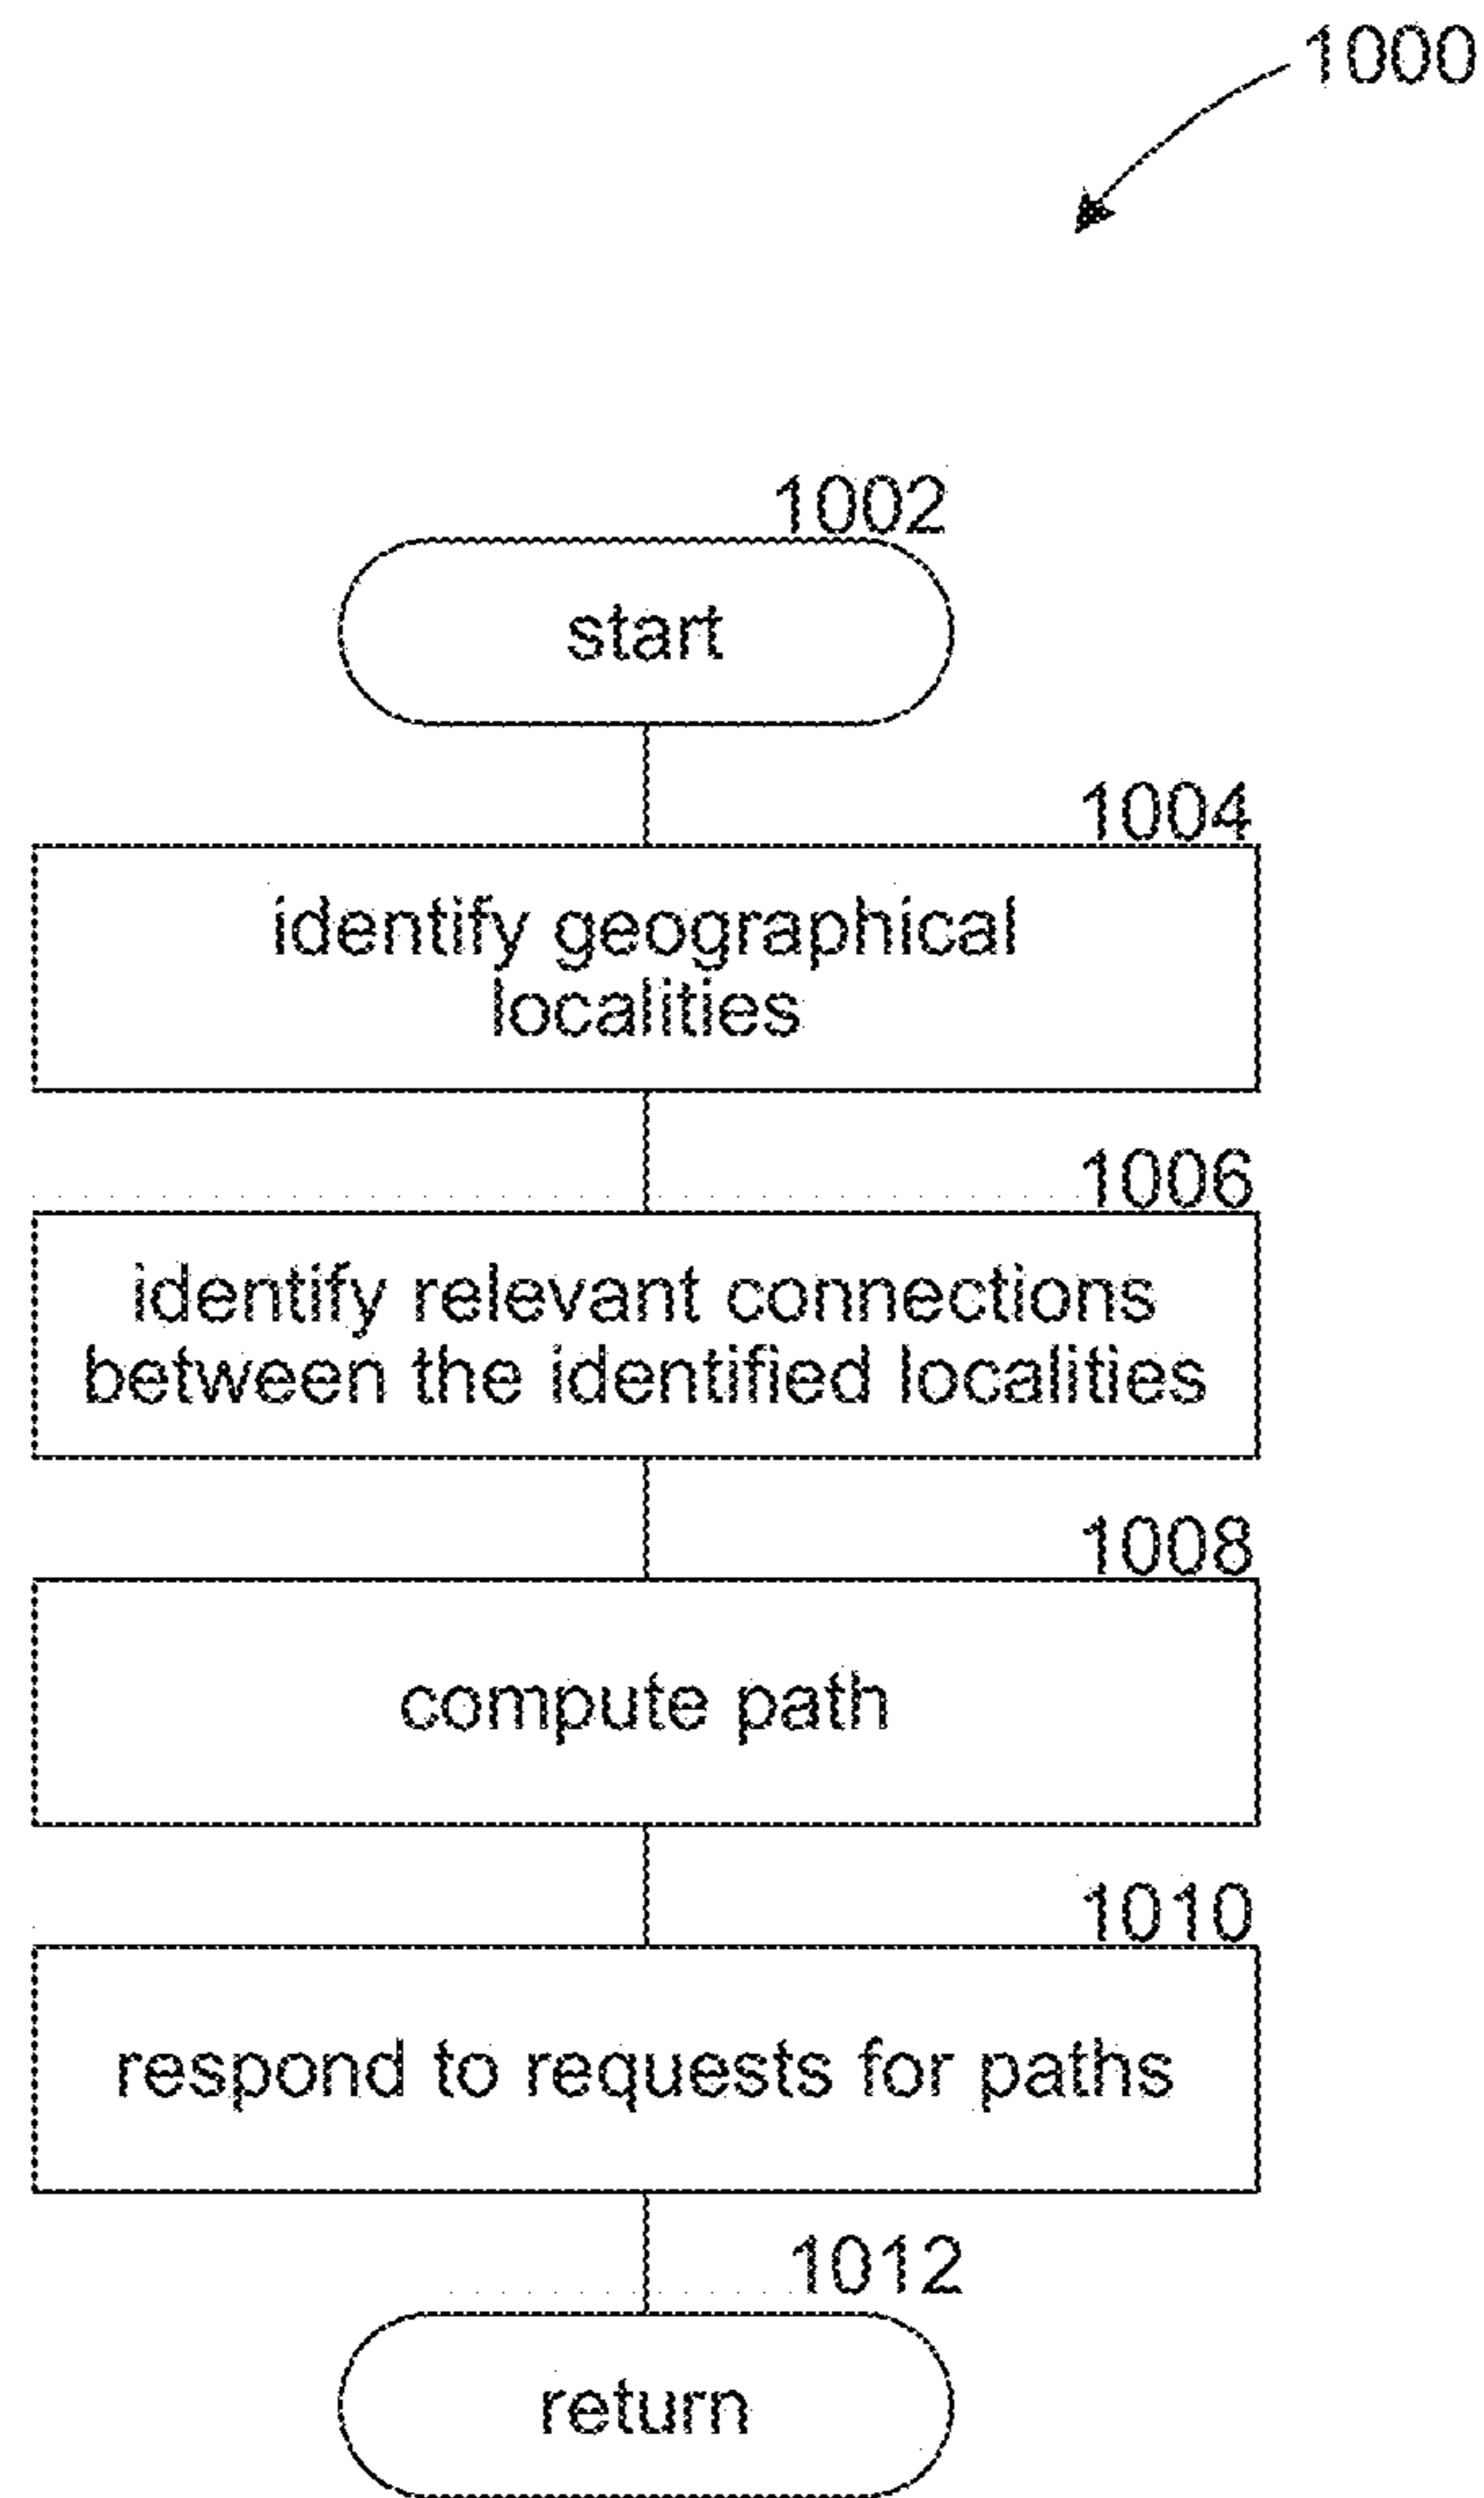 1000
1002
start
1004
identify geographical
localities
1006
identify relevant connections
between the identified localities
1008
compute path
1010
respond to requests for paths
1012
return